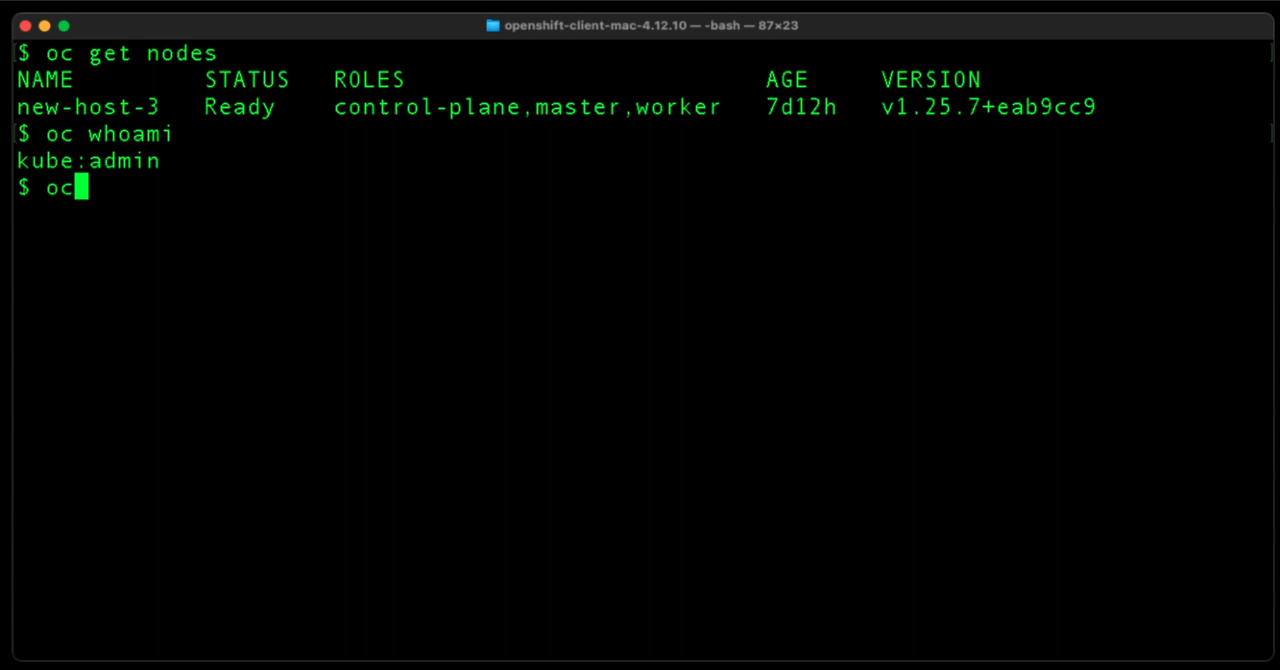 openshift-client-mac-4.12.10 — -bash — 87×23
$ oc get nodes
NAME         STATUS   ROLES                         AGE     VERSION
new-host-3   Ready    control-plane,master,worker   7d12h   v1.25.7+eab9cc9
$ oc whoami
kube:admin
$ oc